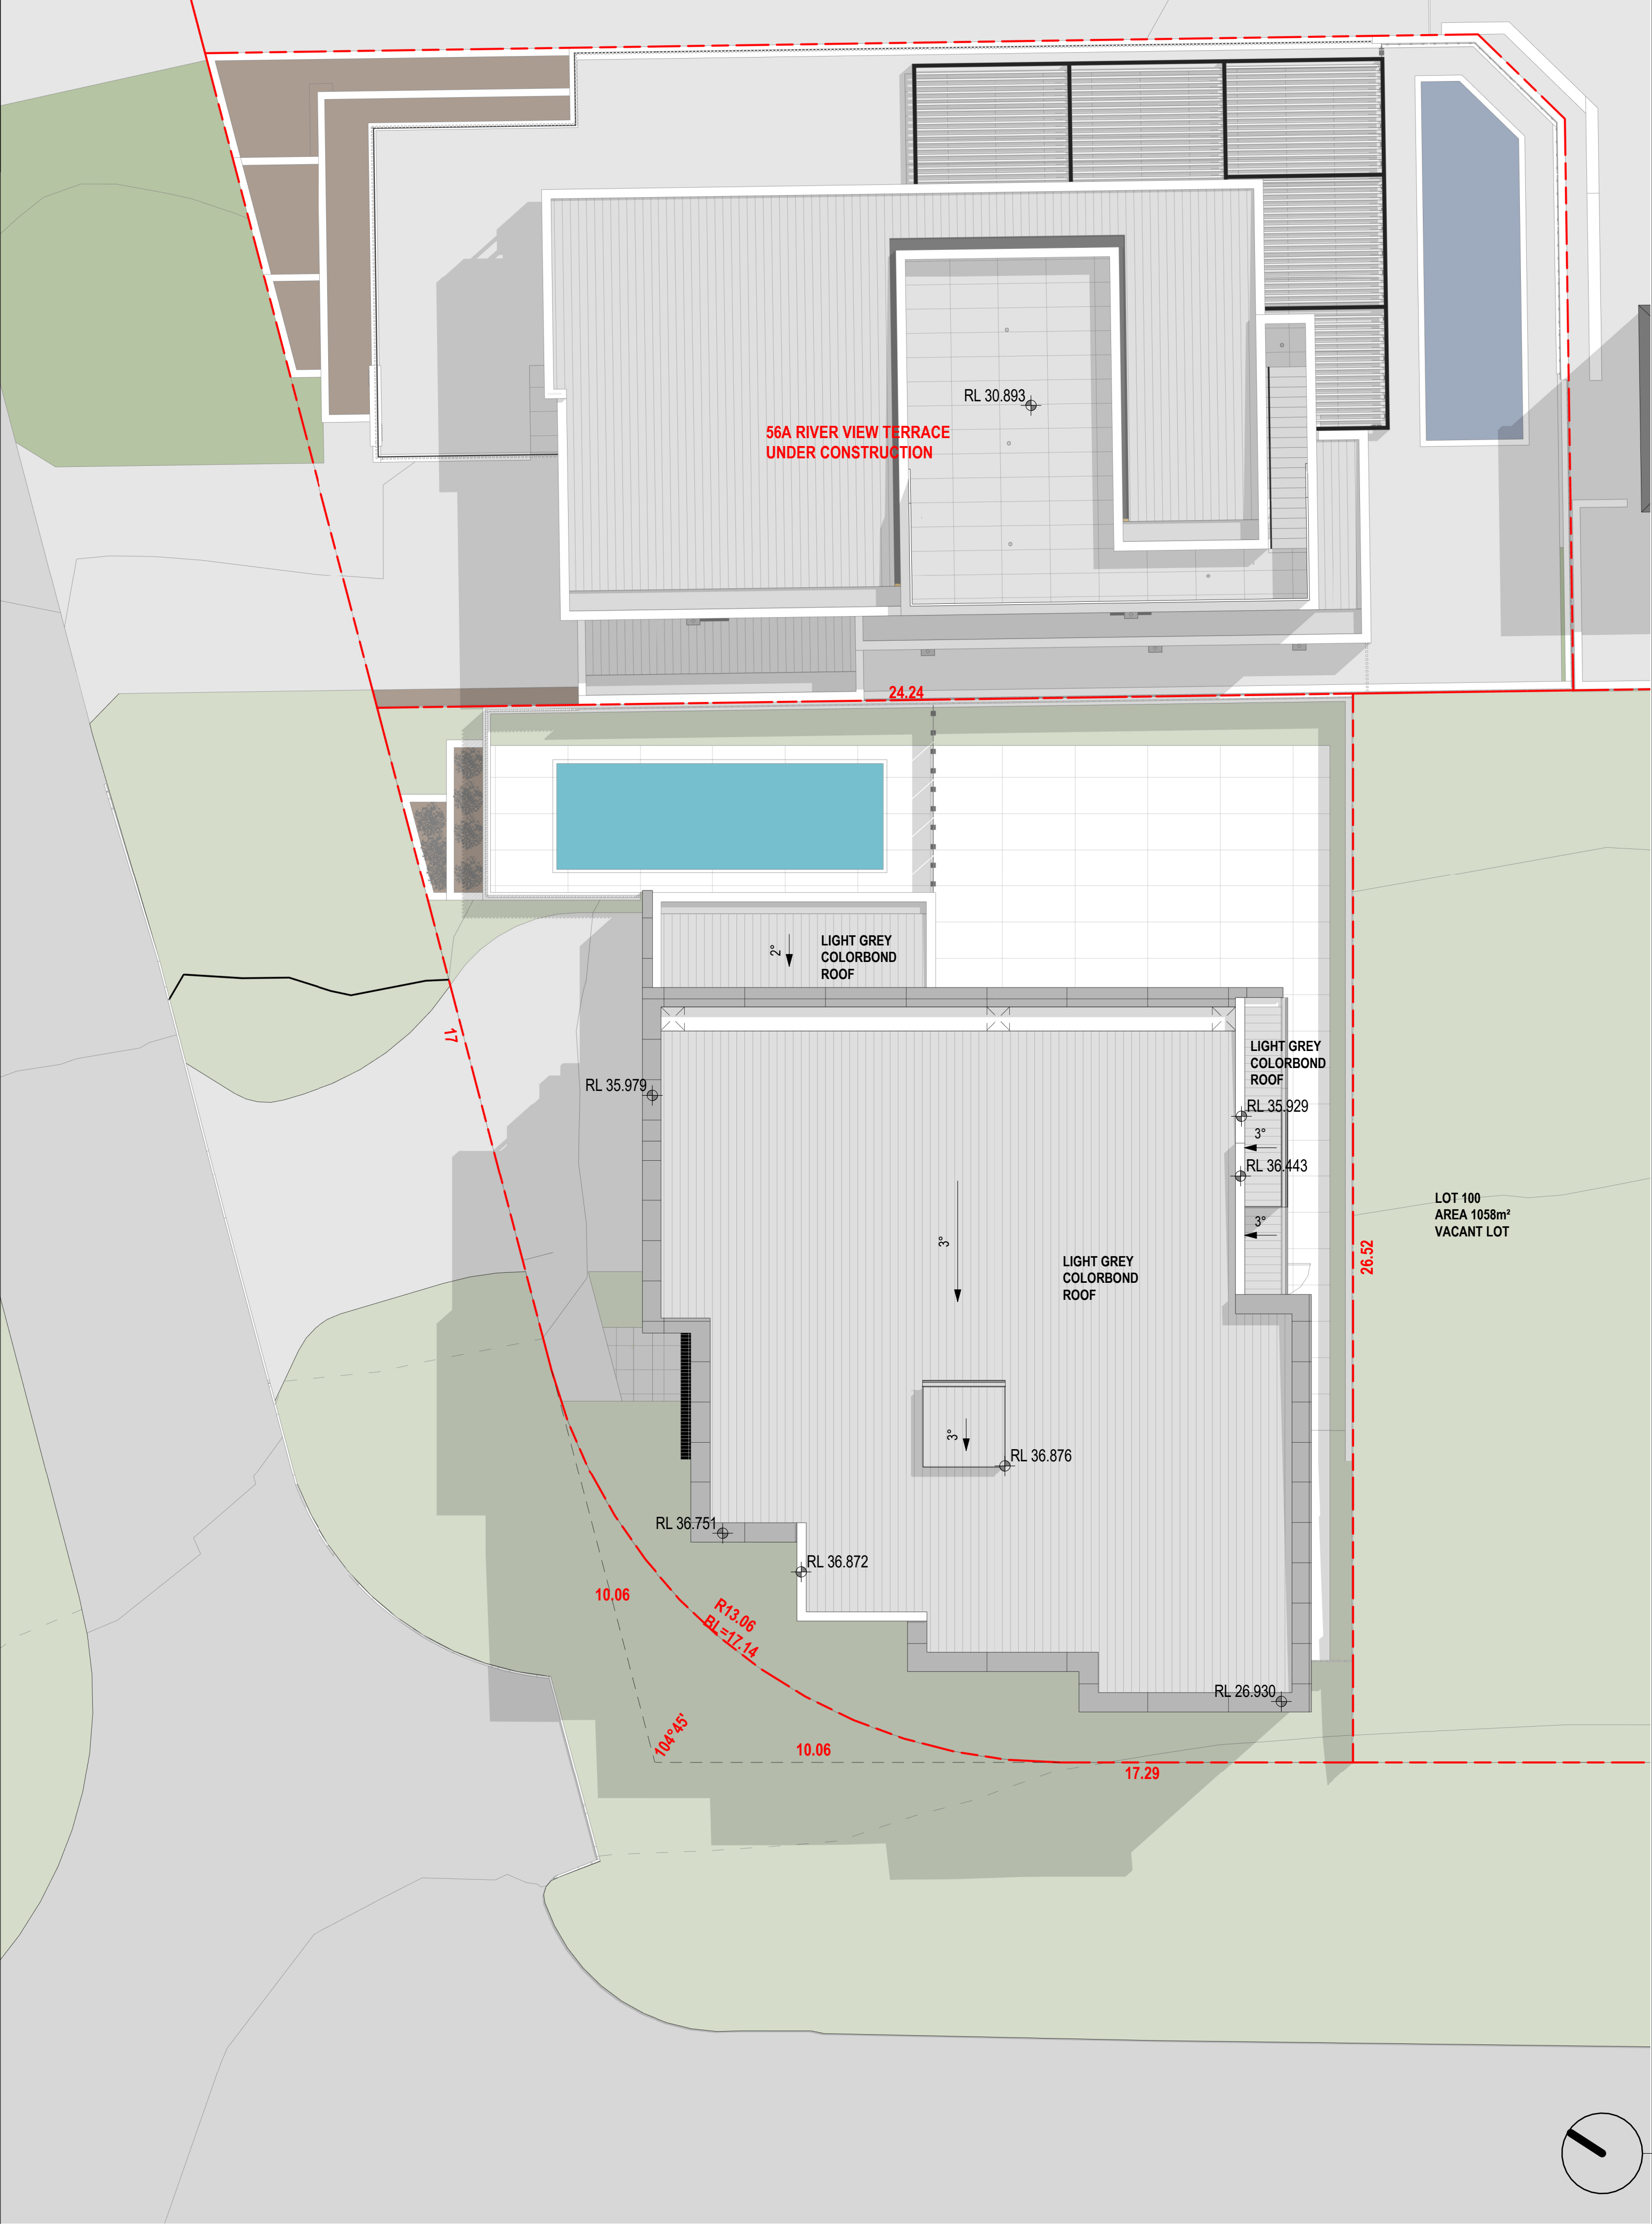 RL 30.893
56A RIVER VIEW TERRACE
UNDER CONSTRUCTION
24.24
2°
LIGHT GREY
COLORBOND
ROOF
17
LIGHT GREY
COLORBOND
ROOF
RL 35.979
RL 35.929
3°
RL 36.443
3°
LOT 100
AREA 1058m²
VACANT LOT
3°
LIGHT GREY
COLORBOND
ROOF
26.52
3°
RL 36.876
RL 36.751
RL 36.872
10.06
R13.06
BL=17.14
RL 26.930
104°45'
10.06
17.29